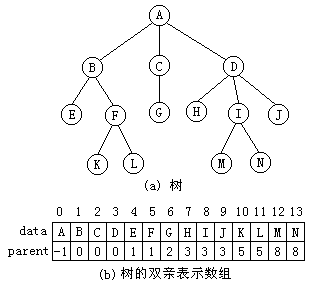 A
B C D
E F G H I J
K L M N
(a) 树
0 1 2 3 4 5 6 7 8 9 10 11 12 13
data A B C D E F G H I J K L M N
parent -1 0 0 0 1 1 2 3 3 3 5 5 8 8
(b) 树的双亲表示数组